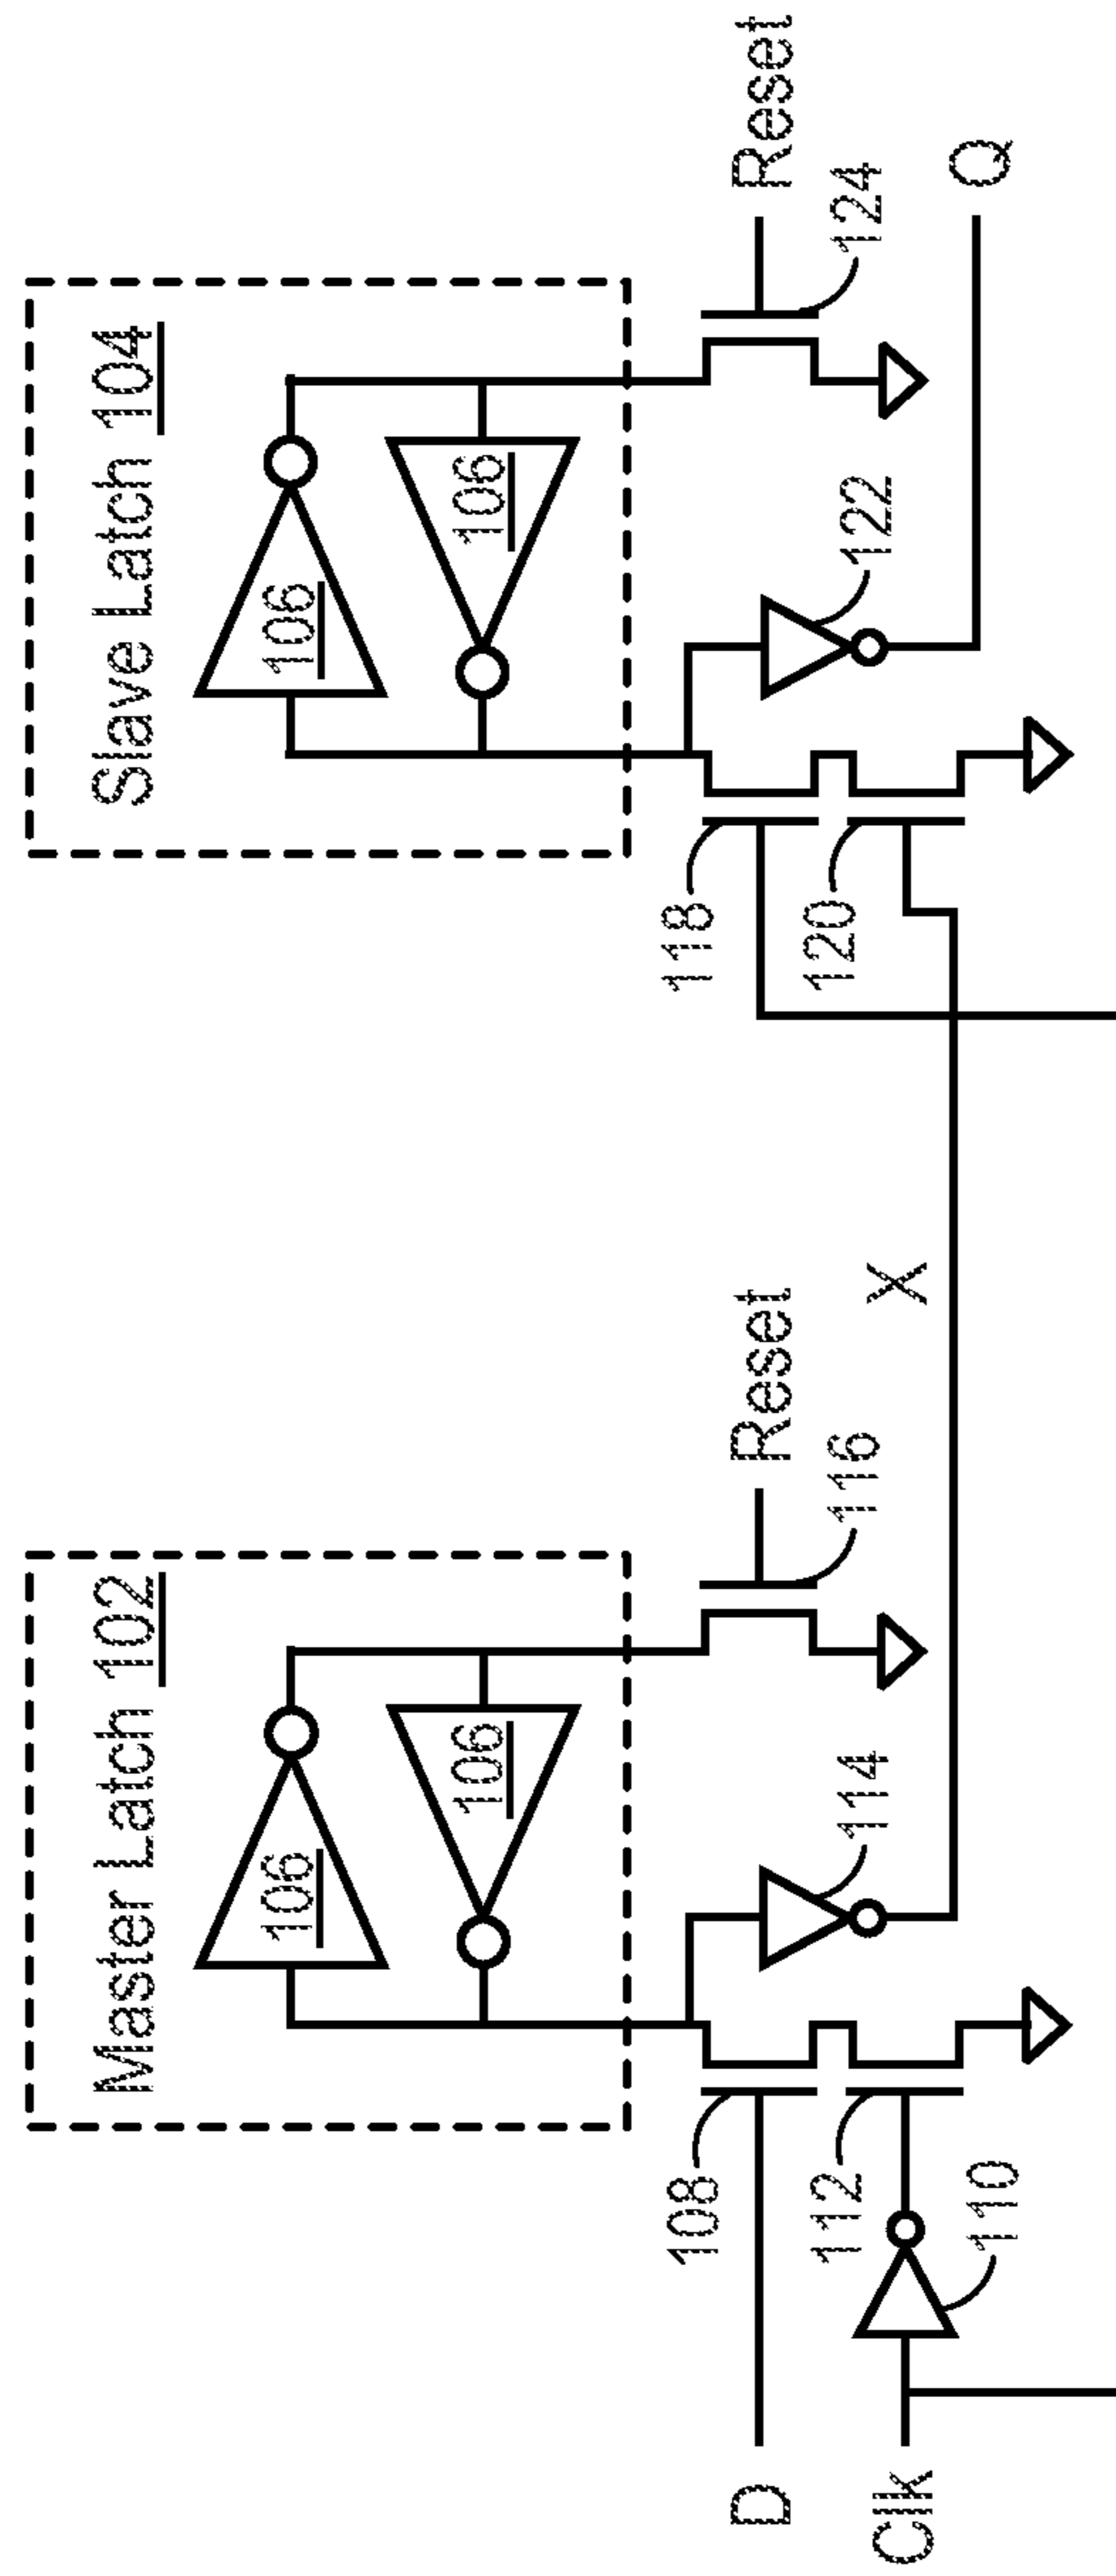 Master Latch 102
Slave Latch 104
106
106
106
106
D
108
Reset
118
Reset
Clk
112
110
114
116
X
120
122
124
Q